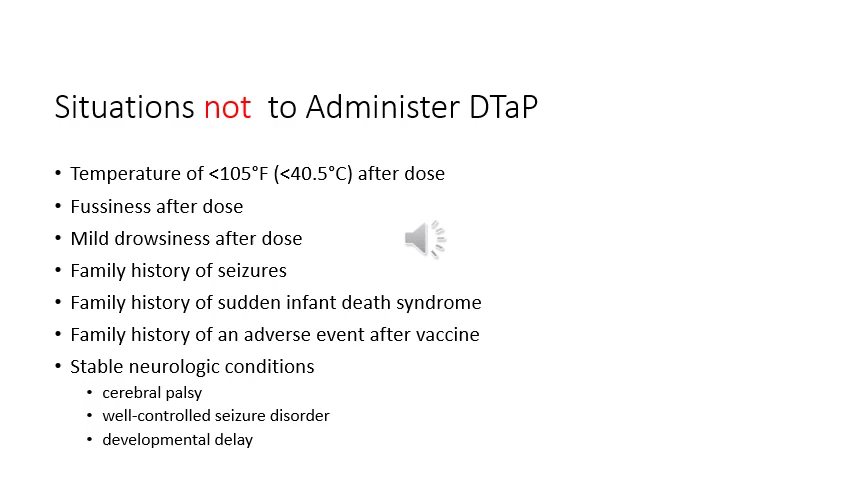 Situations not to Administer DTaP
• Temperature of <105°F (<40.5°C) after dose
• Fussiness after dose
• Mild drowsiness after dose
• Family history of seizures
• Family history of sudden infant death syndrome
• Family history of an adverse event after vaccine
• Stable neurologic conditions
• cerebral palsy
• well-controlled seizure disorder
• developmental delay